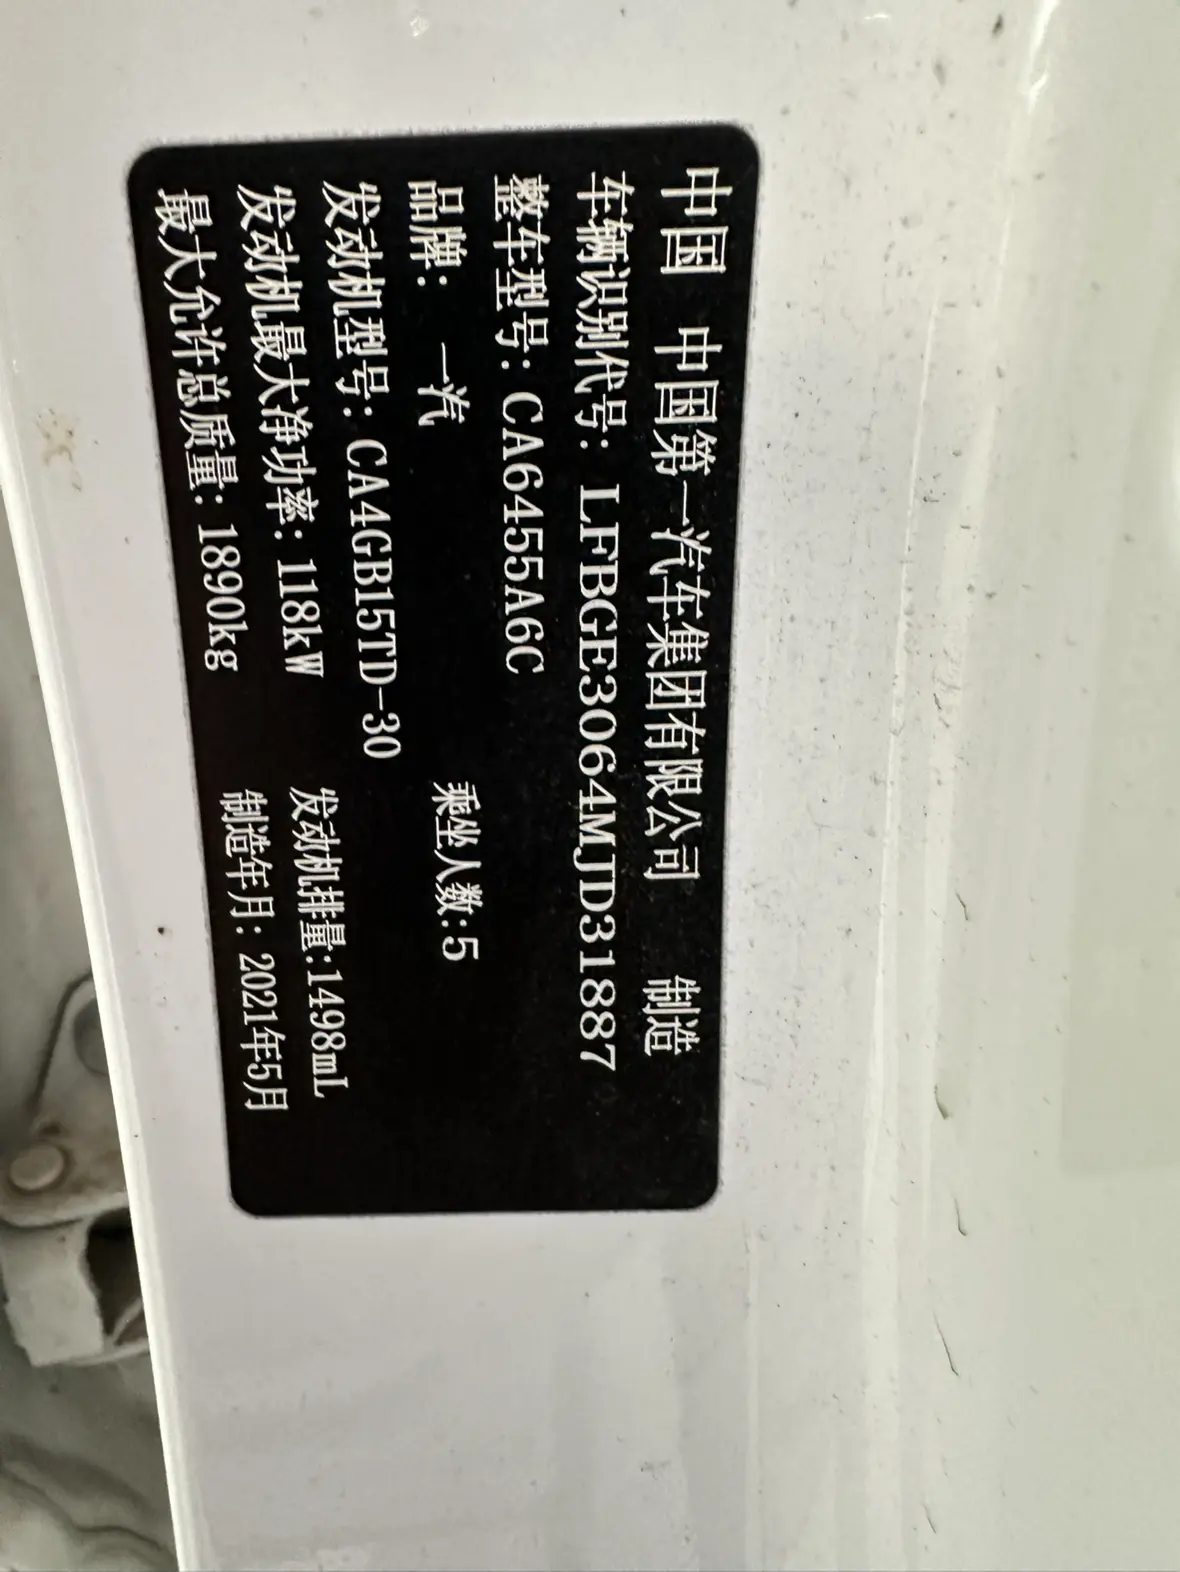 中国 中国第一汽车集团有限公司 制造
车辆识别代号: LFBGE3064MJD31887
整车型号: CA6455A6C
品牌: 一汽 乘坐人数:5
发动机型号: CA4GB15TD-30
发动机最大净功率: 118kW 发动机排量:1498mL
最大允许总质量: 1890kg 制造年月: 2021年5月